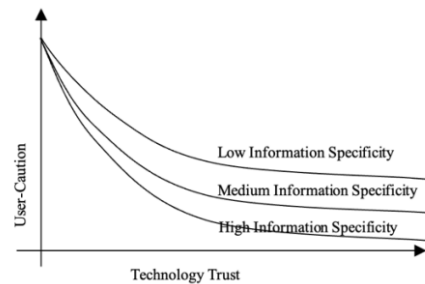 Low Information Specificity
Medium Information Specificity
High Information Specificity
User-Caution
Technology Trust